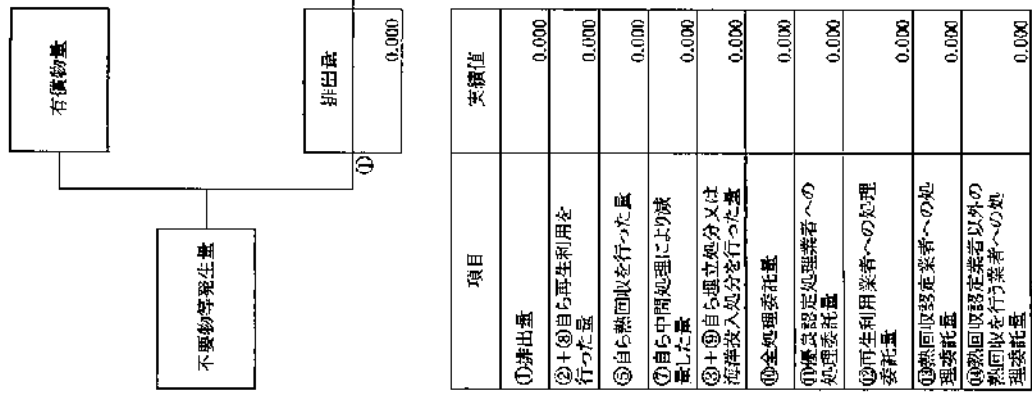 不要物等発生量
有償物量
排出量
①
0.000
項目
実績値
①排出量
0.000
②+⑧自ら再生利用を
行った量
0.000
⑤自ら熱回収を行った量
0.000
⑦自ら中間処理により減
量した量
0.000
③+⑨自ら埋立処分又は
海洋投入処分を行った量
0.000
⑩全処理委託量
0.000
⑪優良認定処理業者への
処理委託量
0.000
⑫再生利用業者への処理
委託量
0.000
⑬熱回収認定業者への処
理委託量
0.000
⑭熱回収認定業者以外の
熱回収を行う業者への処
理委託量
0.000